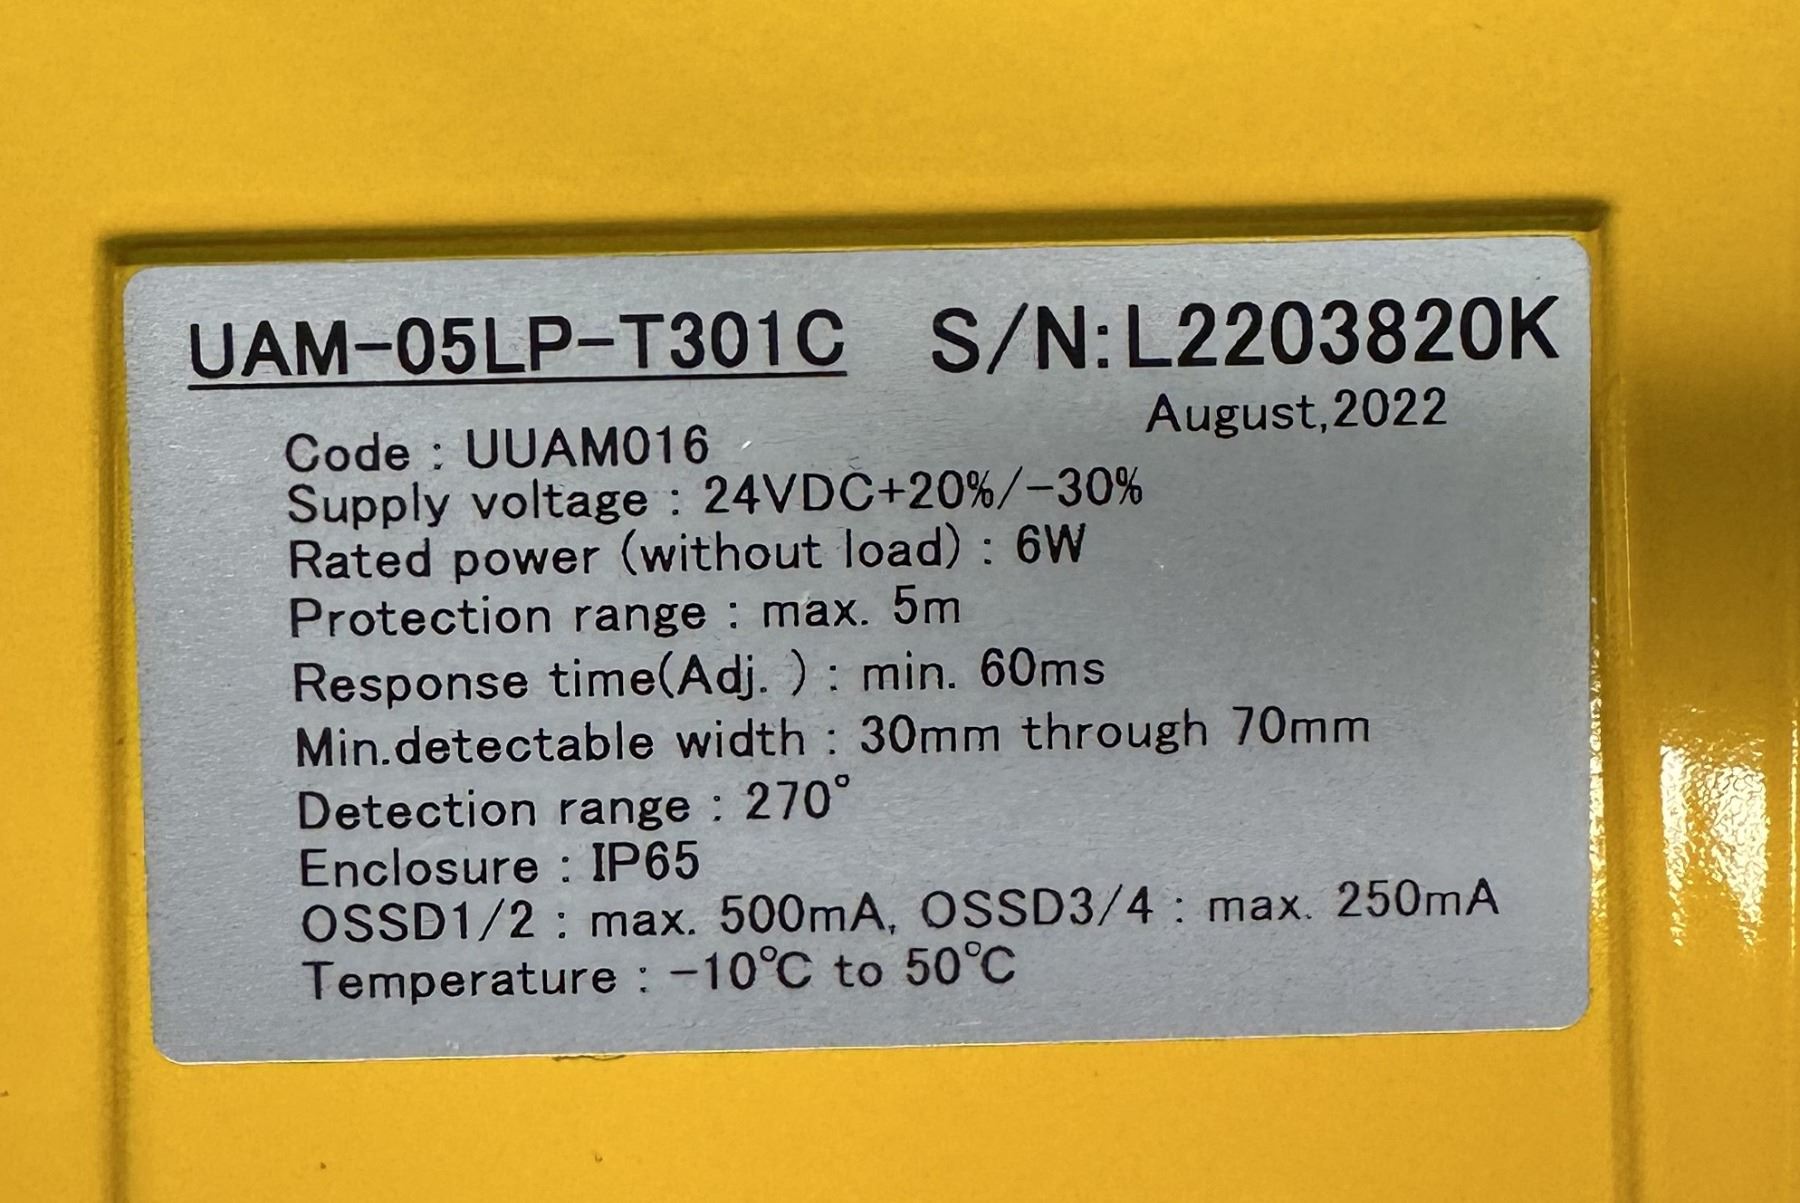 UAM-05LP-T301C S/N:L2203820K
August,2022
Code : UUAM016
Supply voltage : 24VDC+20%/-30%
Rated power (without load) : 6W
Protection range : max. 5m
Response time(Adj. ) : min. 60ms
Min.detectable width : 30mm through 70mm
Detection range : 270°
Enclosure : IP65
OSSD1/2 : max. 500mA, OSSD3/4 : max. 250mA
Temperature : -10℃ to 50℃